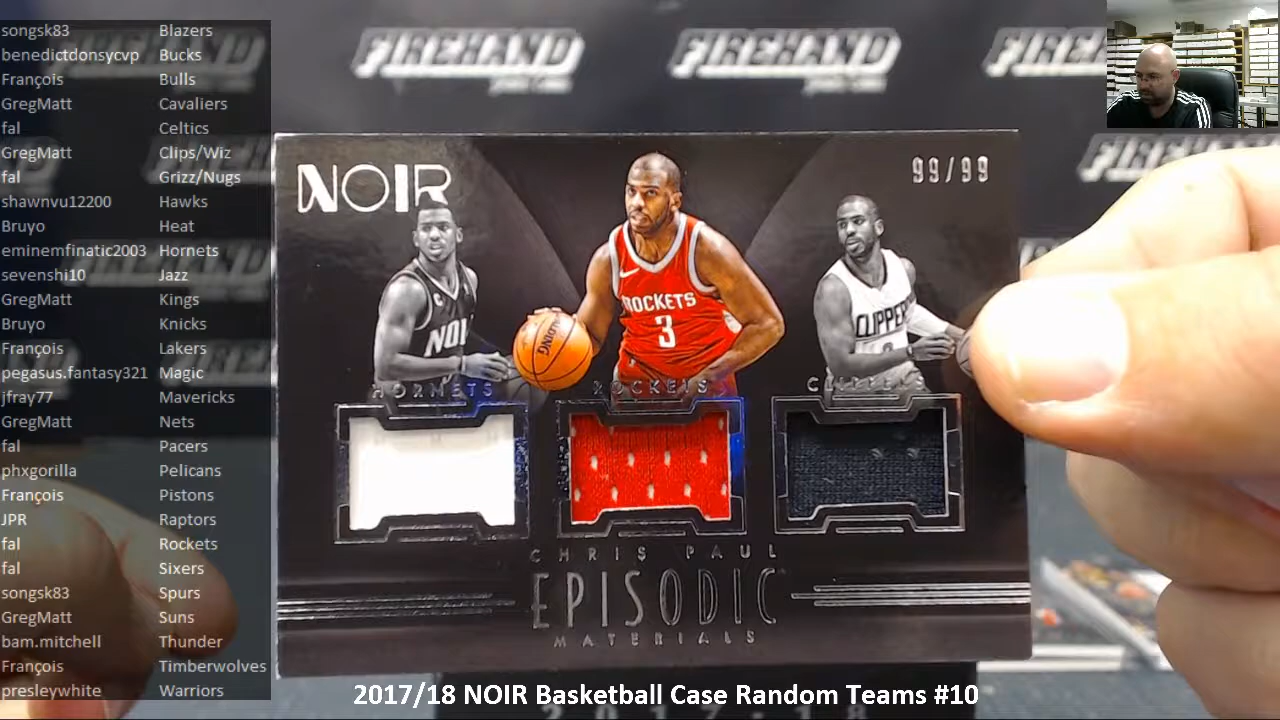 songsk83 Blazers
benedictdonsycvp Bucks
François Bulls
GregMatt Cavaliers
fal Celtics
GregMatt Clips/Wiz
fal Grizz/Nugs
shawnvu12200 Hawks
Bruyo Heat
eminemfinatic2003 Hornets
sevenshi10 Jazz
GregMatt Kings
Bruyo Knicks
François Lakers
pegasus.fantasy321 Magic
jfray77 Mavericks
GregMatt Nets
fal Pacers
phxgorilla Pelicans
François Pistons
JPR Raptors
fal Rockets
fal Sixers
songsk83 Spurs
GregMatt Suns
bam.mitchell Thunder
François Timberwolves
presleywhite Warriors
FIREHAND FIREHAND
NOIR 99/99
SPALDING
ROCKETS
3
CLIPPERS
HORNETS ROCKETS CLIPPERS
CHRIS PAUL
EPISODIC
MATERIALS
2017/18 NOIR Basketball Case Random Teams #10